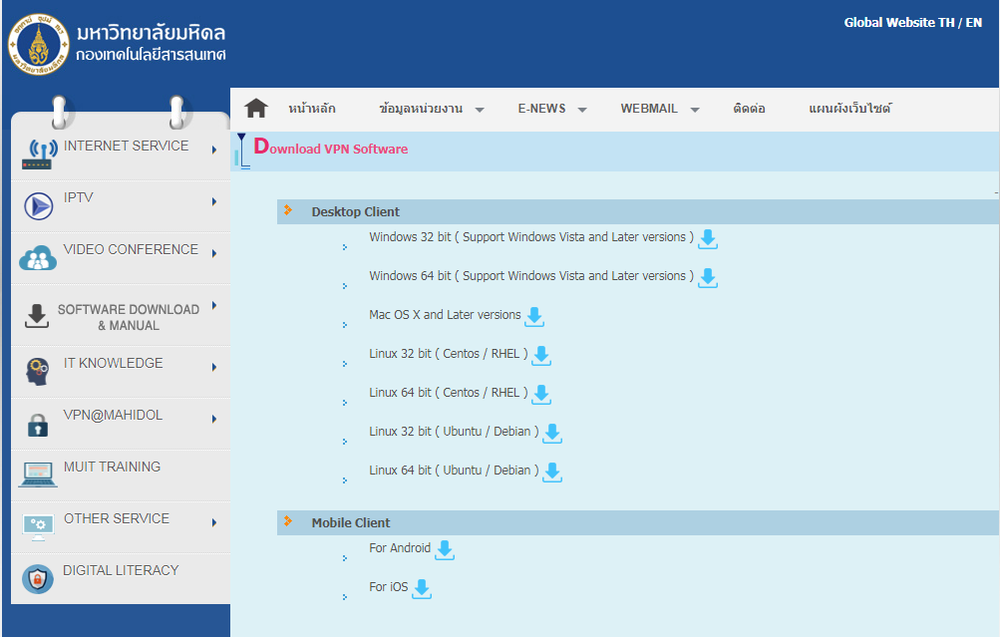 มหาวิทยาลัยมหิดล
กองเทคโนโลยีสารสนเทศ
Global Website TH / EN
หน้าหลัก ข้อมูลหน่วยงาน E-NEWS WEBMAIL ติดต่อ แผนผังเว็บไซต์
INTERNET SERVICE
IPTV
VIDEO CONFERENCE
SOFTWARE DOWNLOAD
& MANUAL
IT KNOWLEDGE
VPN@MAHIDOL
MUIT TRAINING
OTHER SERVICE
DIGITAL LITERACY
Download VPN Software
Desktop Client
Windows 32 bit ( Support Windows Vista and Later versions )
Windows 64 bit ( Support Windows Vista and Later versions )
Mac OS X and Later versions
Linux 32 bit ( Centos / RHEL )
Linux 64 bit ( Centos / RHEL )
Linux 32 bit ( Ubuntu / Debian )
Linux 64 bit ( Ubuntu / Debian )
Mobile Client
For Android
For iOS